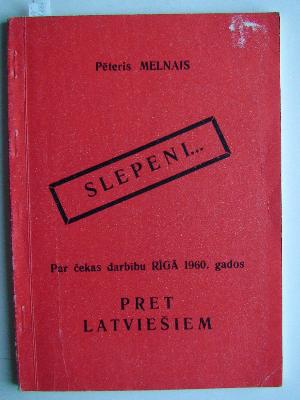 Pēteris MELNAIS
SLEPENI...
Par čekas darbību RĪGĀ 1960. gados
PRET
LATVIEŠIEM